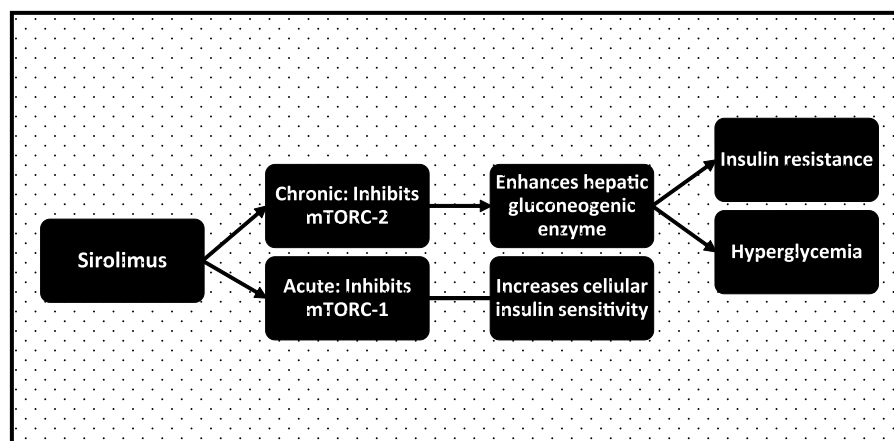 Sirolimus
Chronic: Inhibits
mTORC-2
Acute: Inhibits
mTORC-1
Enhances hepatic
gluconeogenic
enzyme
Increases cellular
insulin sensitivity
Insulin resistance
Hyperglycemia